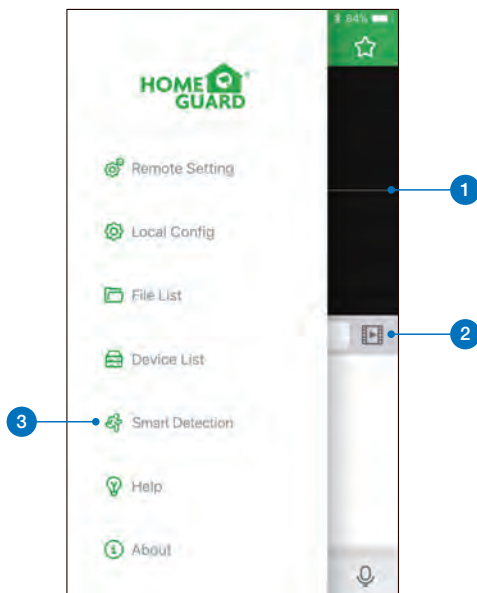 84%
HOME
GUARD
Remote Setting
1
Local Config
File List
2
Device List
3
Smart Detection
Help
About